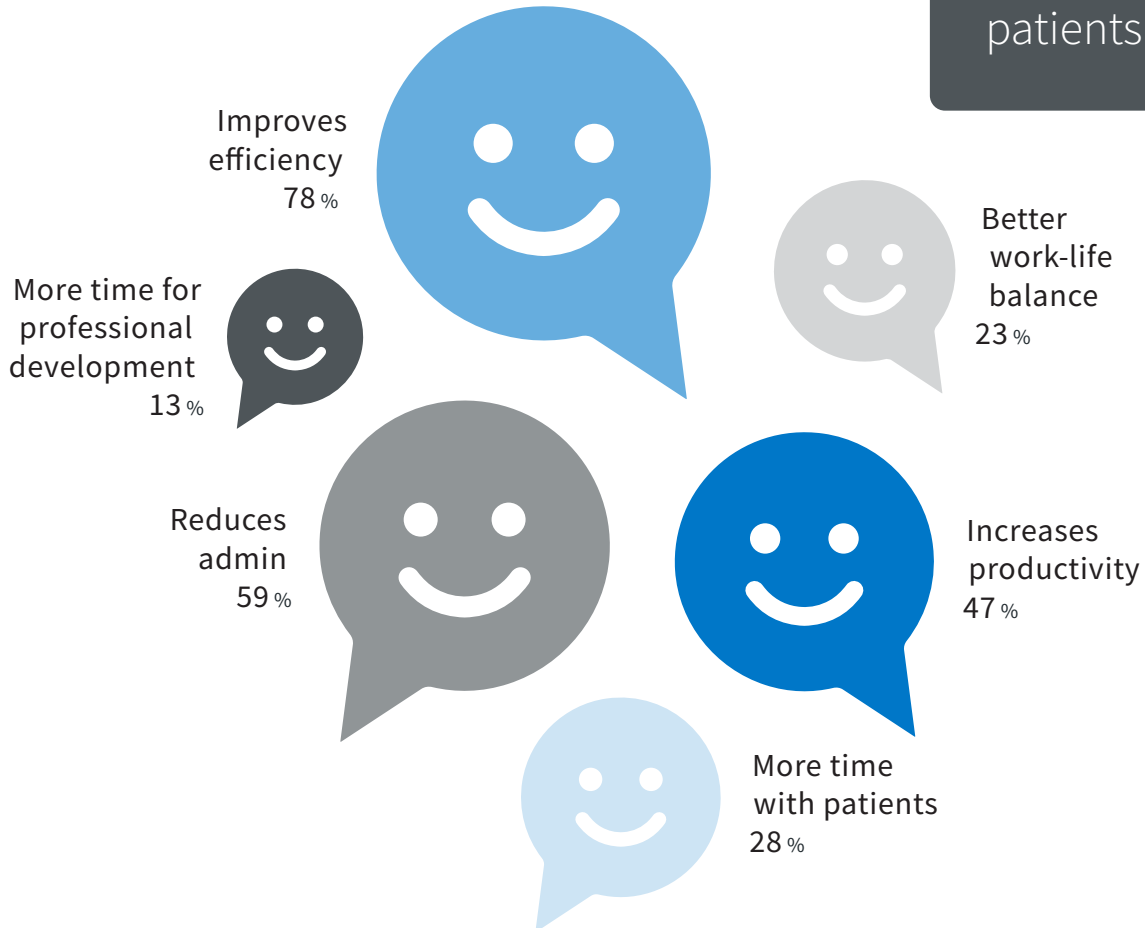 patients
Improves
efficiency
78 %
Better
work-life
balance
23 %
More time for
professional
development
13 %
Reduces
admin
59 %
Increases
productivity
47 %
More time
with patients
28 %